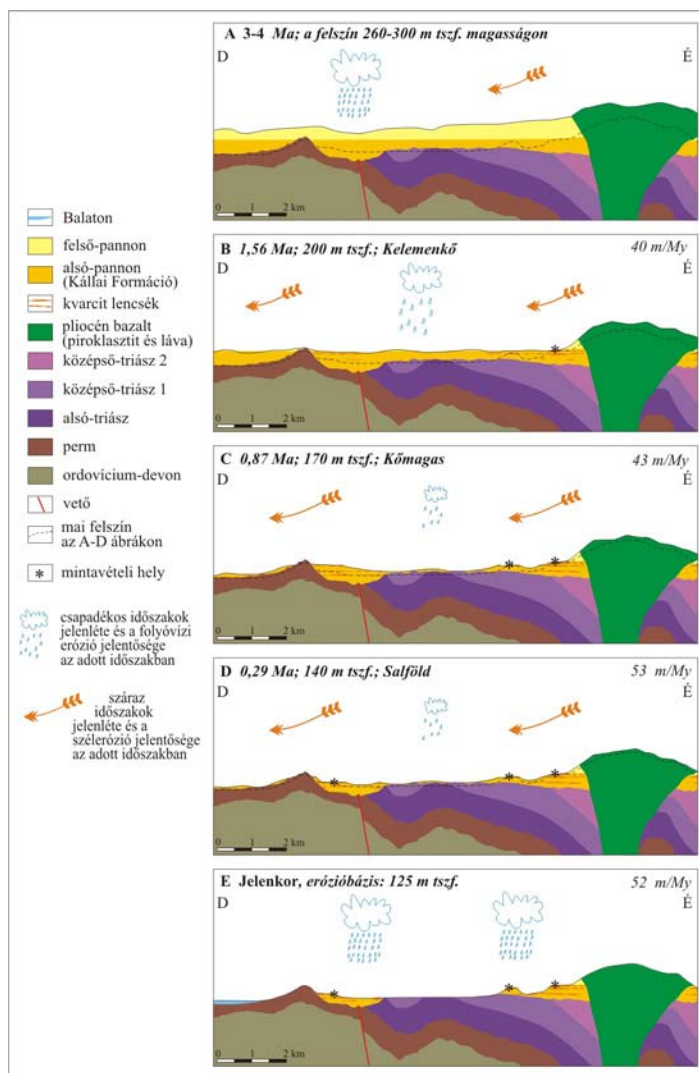 A 3-4 Ma; a felszín 260-300 m tszf. magasságon
D
É
0 1 2 km
B 1,56 Ma; 200 m tszf.; Kelemenkő
40 m/My
D
É
0 1 2 km
C 0,87 Ma; 170 m tszf.; Kőmagas
43 m/My
D
É
0 1 2 km
D 0,29 Ma; 140 m tszf.; Salföld
53 m/My
D
É
0 1 2 km
E Jelenkor, erózióbázis: 125 m tszf.
52 m/My
D
É
0 1 2 km
Balaton
felső-pannon
alsó-pannon
(Kállai Formáció)
kvarcit lencsék
pliocén bazalt
(piroklasztit és láva)
középső-triász 2
középső-triász 1
alsó-triász
perm
ordovícium-devon
vető
mai felszín
az A-D ábrákon
* mintavételi hely
csapadékos időszakok
jelenléte és a folyóvízi
erózió jelentősége
az adott időszakban
száraz
időszakok
jelenléte és a
szélerózió jelentősége
az adott időszakban